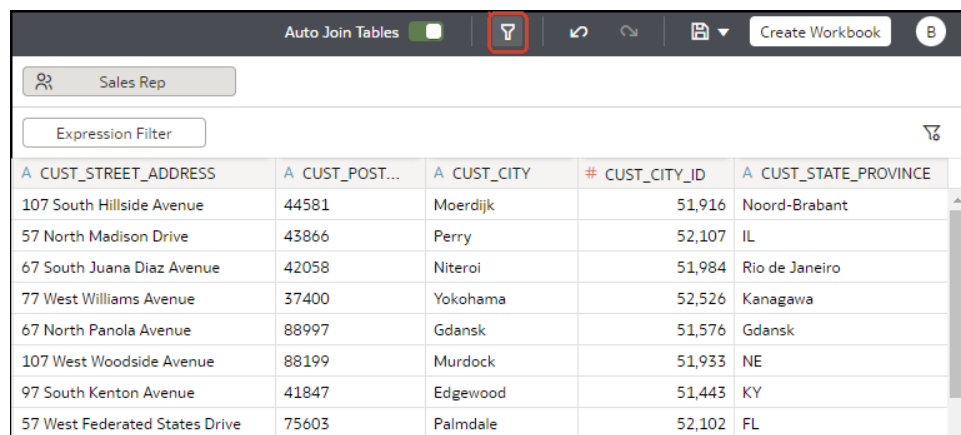 Auto Join Tables Create Workbook B
Sales Rep
Expression Filter
A CUST_STREET_ADDRESS A CUST_POST... A CUST_CITY # CUST_CITY_ID A CUST_STATE_PROVINCE
107 South Hillside Avenue 44581 Moerdijk 51,916 Noord-Brabant
57 North Madison Drive 43866 Perry 52,107 IL
67 South Juana Diaz Avenue 42058 Niteroi 51,984 Rio de Janeiro
77 West Williams Avenue 37400 Yokohama 52,526 Kanagawa
67 North Panola Avenue 88997 Gdansk 51,576 Gdansk
107 West Woodside Avenue 88199 Murdock 51,933 NE
97 South Kenton Avenue 41847 Edgewood 51,443 KY
57 West Federated States Drive 75603 Palmdale 52,102 FL